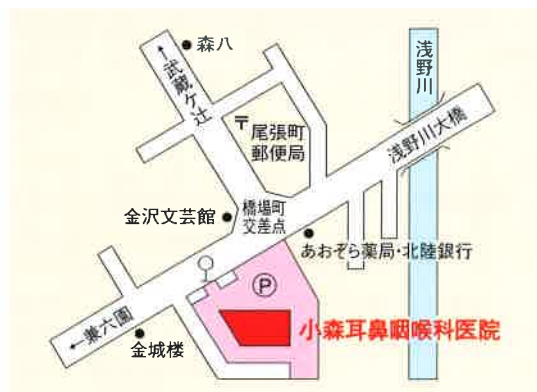 森八
←武蔵ケ辻
浅野川
〒
尾張町
郵便局
浅野川大橋
橋場町
交差点
金沢文芸館
あおぞら薬局・北陸銀行
P
←兼六園
金城楼
小森耳鼻咽喉科医院